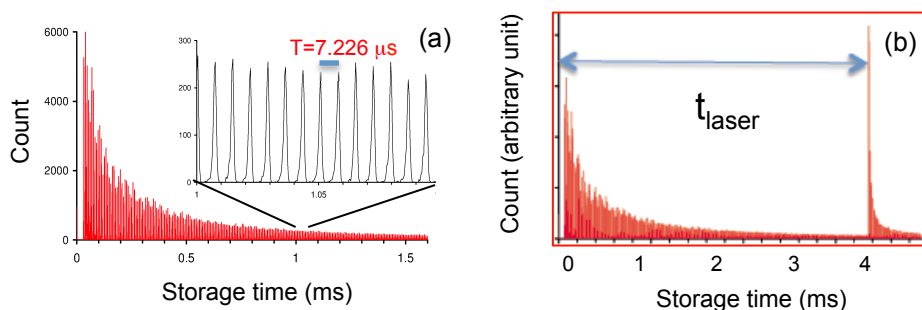 (a)
6000
4000
2000
0
Count
0
0.5
1
1.5
Storage time (ms)
300
200
100
0
T=7.226 μs
1
1.05
(b)
Count (arbitrary unit)
t_laser
0
1
2
3
4
Storage time (ms)